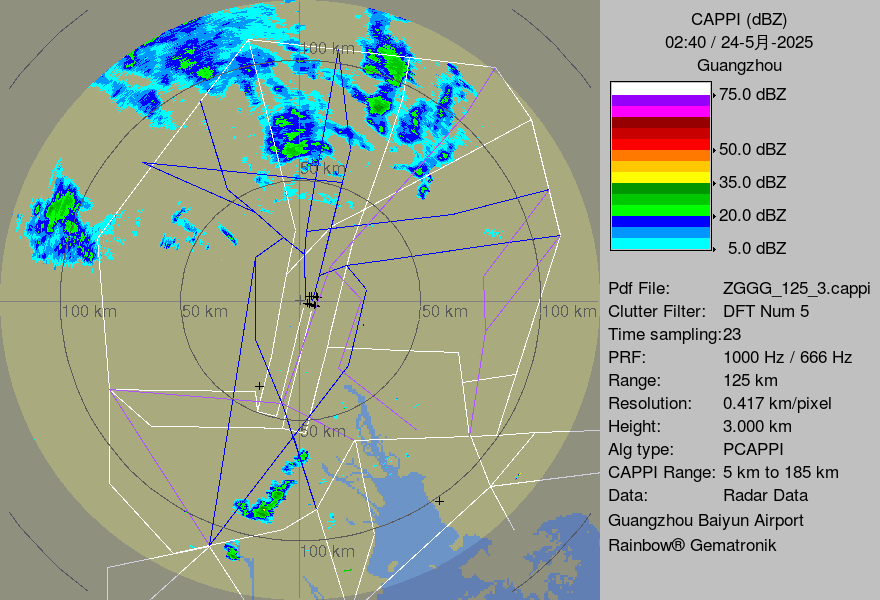 CAPPI (dBZ)
02:40 / 24-5月-2025
Guangzhou
75.0 dBZ
50.0 dBZ
35.0 dBZ
20.0 dBZ
5.0 dBZ
Pdf File: ZGGG_125_3.cappi
Clutter Filter: DFT Num 5
Time sampling:23
PRF: 1000 Hz / 666 Hz
Range: 125 km
Resolution: 0.417 km/pixel
Height: 3.000 km
Alg type: PCAPPI
CAPPI Range: 5 km to 185 km
Data: Radar Data
Guangzhou Baiyun Airport
Rainbow® Gematronik
100 km
50 km
100 km
50 km
50 km
100 km
50 km
100 km